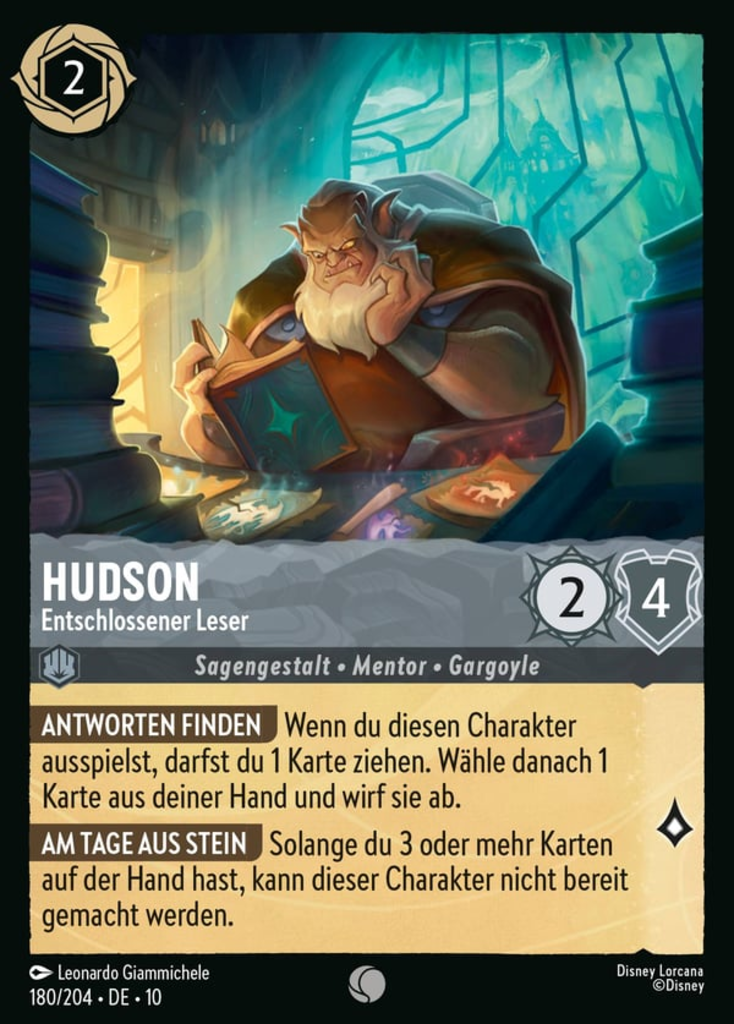 2
HUDSON
Entschlossener Leser
2
4
Sagengestalt • Mentor • Gargoyle
ANTWORTEN FINDEN Wenn du diesen Charakter
ausspielst, darfst du 1 Karte ziehen. Wähle danach 1
Karte aus deiner Hand und wirf sie ab.
AM TAGE AUS STEIN Solange du 3 oder mehr Karten
auf der Hand hast, kann dieser Charakter nicht bereit
gemacht werden.
Leonardo Giammichele
180/204 • DE • 10
Disney Lorcana
©Disney